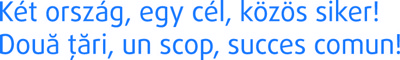 Két ország, egy cél, közös siker!
Două țări, un scop, succes comun!